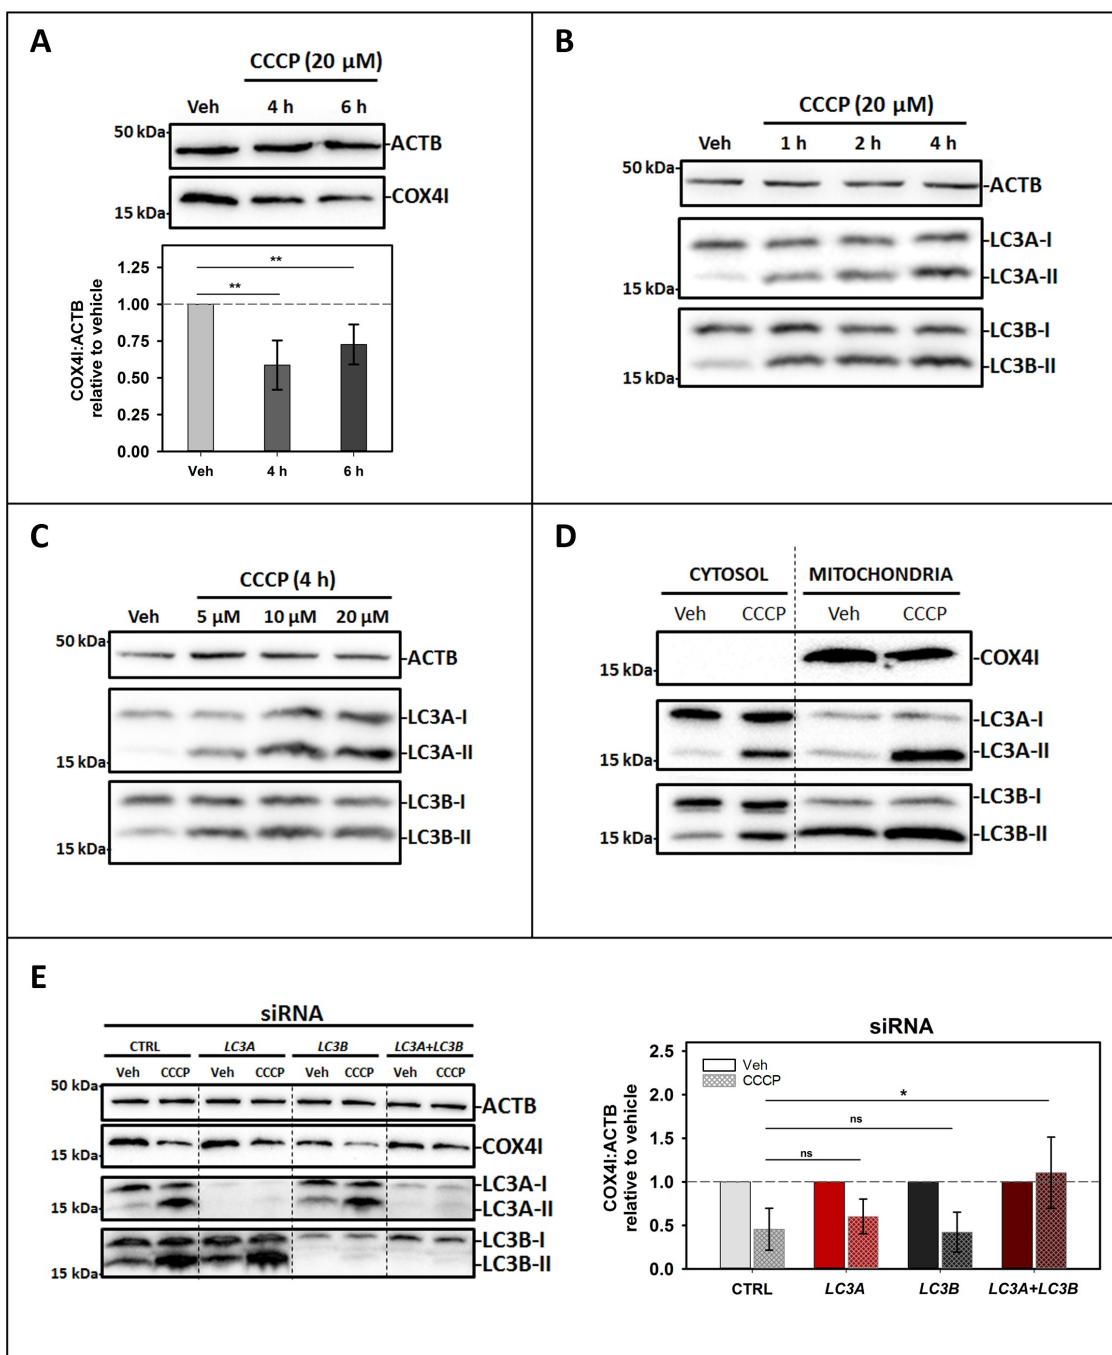 A
CCCP (20 µM)
Veh 4 h 6 h
50 kDa
-ACTB
-COX4I
15 kDa
COX4I:ACTB
relative to vehicle
1.25
1.00
0.75
0.50
0.25
0.00
**
**
Veh 4 h 6 h
B
CCCP (20 µM)
Veh 1 h 2 h 4 h
50 kDa
-ACTB
-LC3A-I
-LC3A-II
15 kDa
-LC3B-I
-LC3B-II
15 kDa
C
CCCP (4 h)
Veh 5 µM 10 µM 20 µM
50 kDa
-ACTB
-LC3A-I
-LC3A-II
15 kDa
-LC3B-I
-LC3B-II
15 kDa
D
CYTOSOL MITOCHONDRIA
Veh CCCP Veh CCCP
-COX4I
15 kDa
-LC3A-I
-LC3A-II
15 kDa
-LC3B-I
-LC3B-II
15 kDa
E
siRNA
CTRL LC3A LC3B LC3A+LC3B
Veh CCCP Veh CCCP Veh CCCP Veh CCCP
50 kDa
-ACTB
-COX4I
15 kDa
-LC3A-I
-LC3A-II
15 kDa
-LC3B-I
-LC3B-II
15 kDa
siRNA
COX4I:ACTB
relative to vehicle
2.5
2.0
1.5
1.0
0.5
0.0
Veh
CCCP
*
ns
ns
CTRL LC3A LC3B LC3A+LC3B